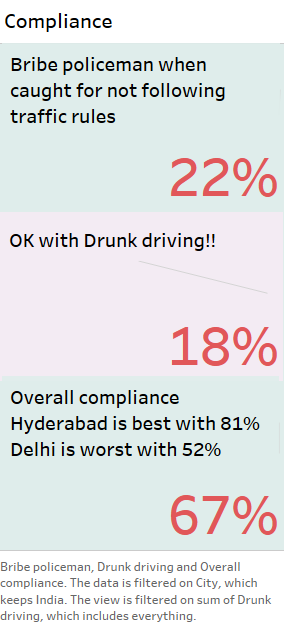 Compliance
Bribe policeman when
caught for not following
traffic rules
22%
OK with Drunk driving!!
18%
Overall compliance
Hyderabad is best with 81%
Delhi is worst with 52%
67%
Bribe policeman, Drunk driving and Overall
compliance. The data is filtered on City, which
keeps India. The view is filtered on sum of Drunk
driving, which includes everything.